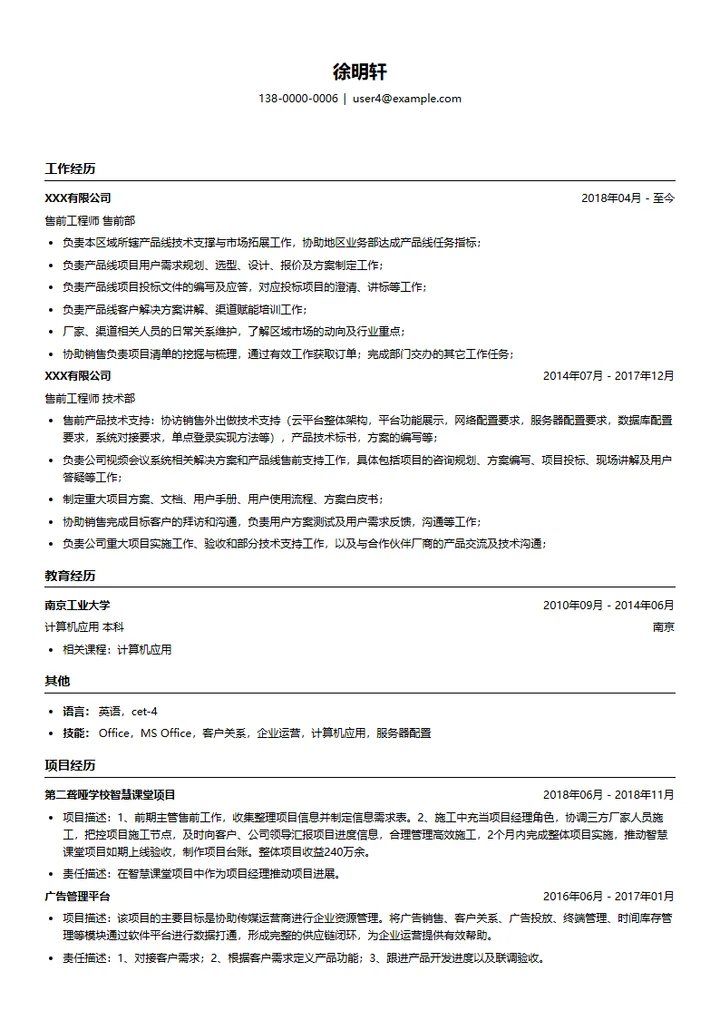 徐明轩
138-0000-0006 | user4@example.com
工作经历
XXX有限公司 2018年04月 - 至今
售前工程师 售前部
• 负责本区域所辖产品线技术支撑与市场拓展工作，协助地区业务部达成产品线任务指标；
• 负责产品线项目用户需求规划、选型、设计、报价及方案制定工作；
• 负责产品线项目投标文件的编写及应答，对应投标项目的澄清、讲标等工作；
• 负责产品线客户解决方案讲解、渠道赋能培训工作；
• 厂家、渠道相关人员的日常关系维护，了解区域市场的动向及行业重点；
• 协助销售负责项目清单的挖掘与梳理，通过有效工作获取订单；完成部门交办的其它工作任务；
XXX有限公司 2014年07月 - 2017年12月
售前工程师 技术部
• 售前产品技术支持：协访销售外出做技术支持（云平台整体架构，平台功能展示，网络配置要求，服务器配置要求，数据库配置
要求，系统对接要求，单点登录实现方法等），产品技术标书，方案的编写等；
• 负责公司视频会议系统相关解决方案和产品线售前支持工作，具体包括项目的咨询规划、方案编写、项目投标、现场讲解及用户
答疑等工作；
• 制定重大项目方案、文档、用户手册、用户使用流程、方案白皮书；
• 协助销售完成目标客户的拜访和沟通，负责用户方案测试及用户需求反馈，沟通等工作；
• 负责公司重大项目实施工作、验收和部分技术支持工作，以及与合作伙伴厂商的产品交流及技术沟通；
教育经历
南京工业大学 2010年09月 - 2014年06月
计算机应用 本科 南京
• 相关课程：计算机应用
其他
• 语言： 英语，cet-4
• 技能： Office，MS Office，客户关系，企业运营，计算机应用，服务器配置
项目经历
第二聋哑学校智慧课堂项目 2018年06月 - 2018年11月
• 项目描述：1、前期主管售前工作，收集整理项目信息并制定信息需求表。2、施工中充当项目经理角色，协调三方厂家人员施
工，把控项目施工节点，及时向客户、公司领导汇报项目进度信息，合理管理高效施工，2个月内完成整体项目实施，推动智慧
课堂项目如期上线验收，制作项目台账。整体项目收益240万余。
• 责任描述：在智慧课堂项目中作为项目经理推动项目进展。
广告管理平台 2016年06月 - 2017年01月
• 项目描述：该项目的主要目标是协助传媒运营商进行企业资源管理。将广告销售、客户关系、广告投放、终端管理、时间库存管
理等模块通过软件平台进行数据打通，形成完整的供应链闭环，为企业运营提供有效帮助。
• 责任描述：1、对接客户需求；2、根据客户需求定义产品功能；3、跟进产品开发进度以及联调验收。